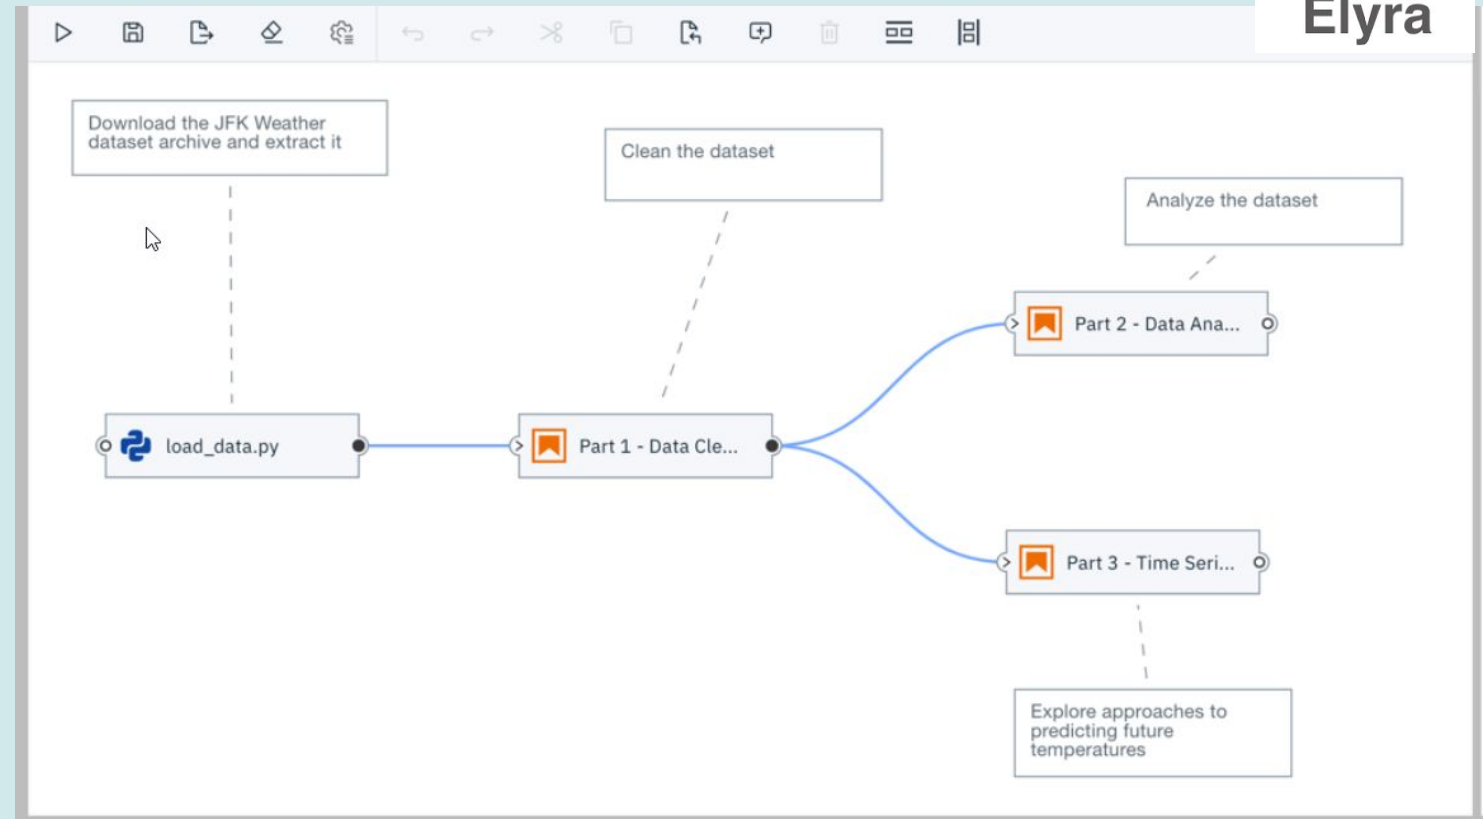 Elyra
Download the JFK Weather
dataset archive and extract it
Clean the dataset
Analyze the dataset
Part 2 - Data Ana...
load_data.py
Part 1 - Data Cle...
Part 3 - Time Seri...
Explore approaches to
predicting future
temperatures